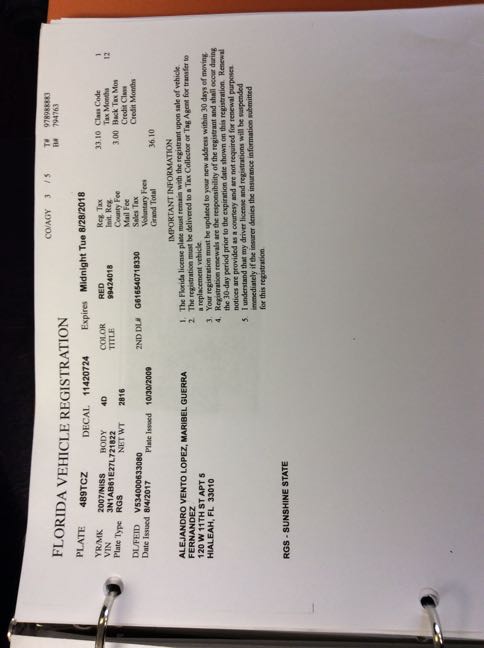 CO/AGY 3 / 5 T# 978988883
B# 794763
FLORIDA VEHICLE REGISTRATION
PLATE 489TCZ DECAL 11420724 Expires Midnight Tue 8/28/2018
YR/MK 2007/NISS BODY 4D COLOR RED Reg. Tax 33.10 Class Code 1
VIN 3N1AB61E27L721822 TITLE 99424018 Init. Reg. Tax Months 12
Plate Type RGS NET WT 2816 County Fee 3.00 Back Tax Mos
Mail Fee Credit Class
DL/FEID V534000633080 2ND DL# G616540718330 Sales Tax Credit Months
Date Issued 8/4/2017 Plate Issued 10/30/2009 Voluntary Fees
Grand Total 36.10
IMPORTANT INFORMATION
ALEJANDRO VENTO LOPEZ, MARIBEL GUERRA
FERNANDEZ
120 W 11TH ST APT 5
HIALEAH, FL 33010
1. The Florida license plate must remain with the registrant upon sale of vehicle.
2. The registration must be delivered to a Tax Collector or Tag Agent for transfer to
a replacement vehicle.
3. Your registration must be updated to your new address within 30 days of moving.
4. Registration renewals are the responsibility of the registrant and shall occur during
the 30-day period prior to the expiration date shown on this registration. Renewal
notices are provided as a courtesy and are not required for renewal purposes.
5. I understand that my driver license and registrations will be suspended
immediately if the insurer denies the insurance information submitted
for this registration.
RGS - SUNSHINE STATE